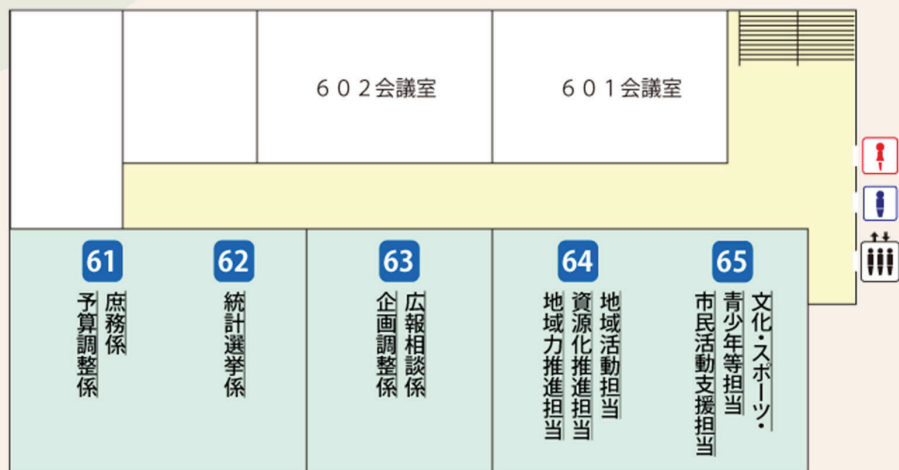 ６０２会議室
６０１会議室
61
庶務係
予算調整係
62
統計選挙係
63
広報相談係
企画調整係
64
地域活動担当
資源化推進担当
地域力推進担当
65
文化・スポーツ・
青少年等担当
市民活動支援担当